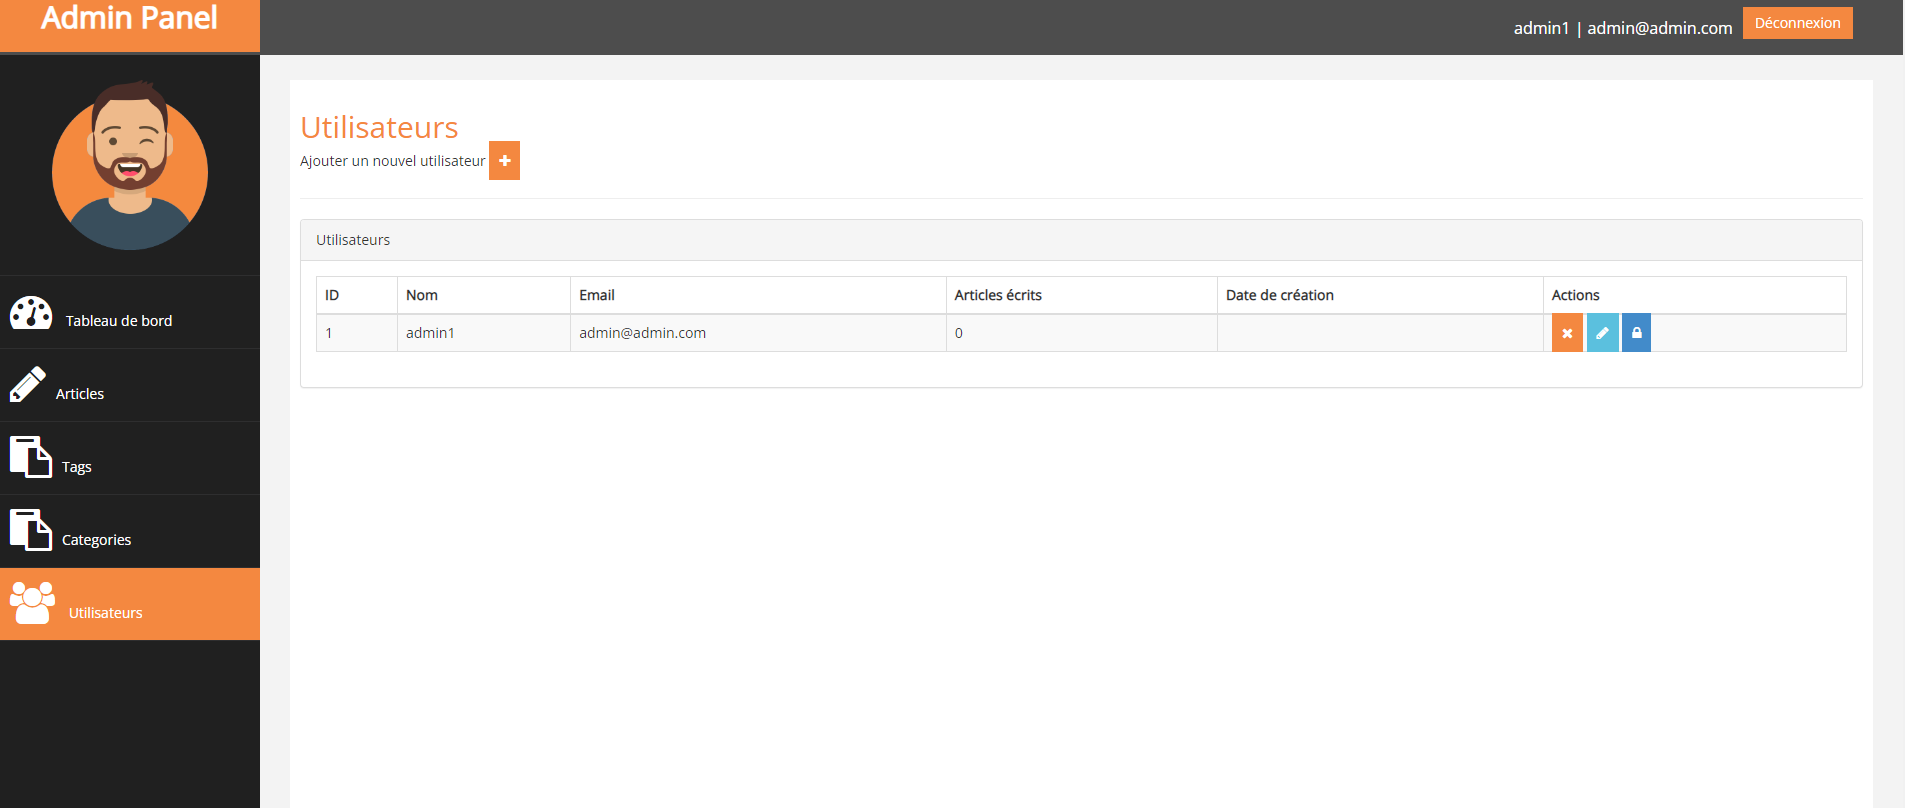 Admin Panel
admin1 | admin@admin.com Déconnexion
Tableau de bord
Articles
Tags
Categories
Utilisateurs
Utilisateurs
Ajouter un nouvel utilisateur
Utilisateurs
ID Nom Email Articles écrits Date de création Actions
1 admin1 admin@admin.com 0